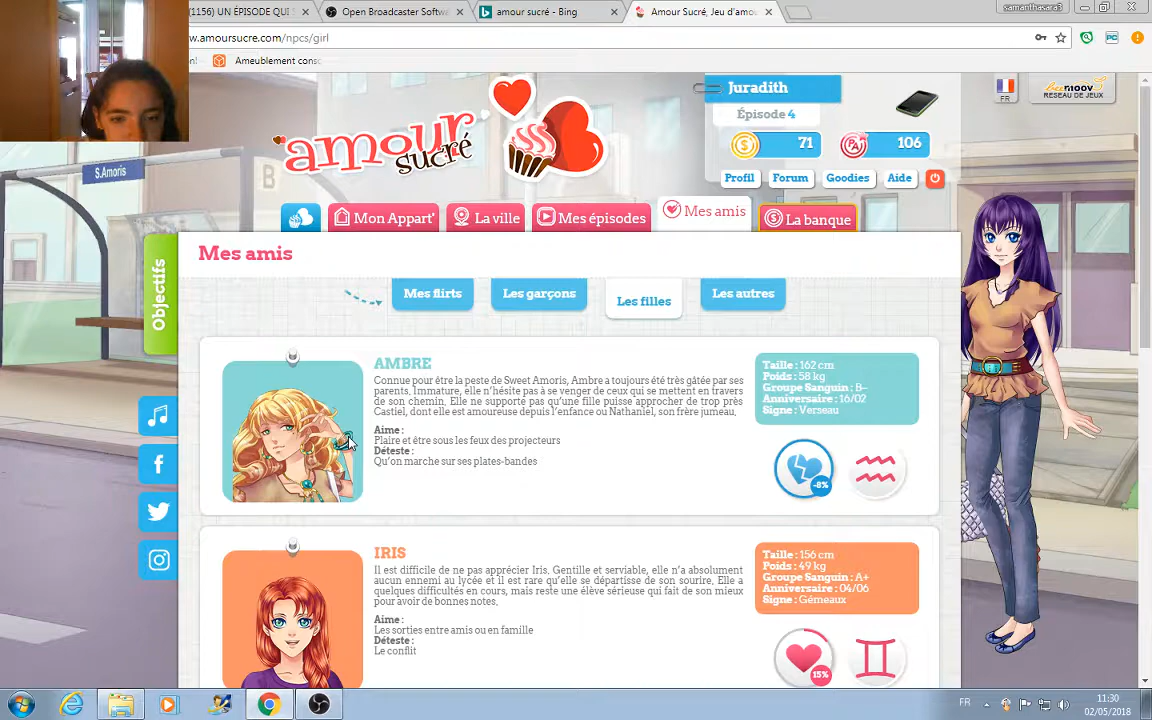 (1156) UN ÉPISODE QUI
Open Broadcaster Softwa
amour sucré - Bing
Amour Sucré, Jeu d'amo
samanthasara3
w.amoursucre.com/npcs/girl
Ameublement cons
S.Amoris
B
amour
sucré
Juradith
Épisode 4
71
106
FR
beemoov
RÉSEAU DE JEUX
Profil
Forum
Goodies
Aide
Mon Appart'
La ville
Mes épisodes
Mes amis
La banque
Objectifs
Mes amis
Mes flirts
Les garçons
Les filles
Les autres
AMBRE
Connue pour être la peste de Sweet Amoris, Ambre a toujours été très gâtée par ses
parents. Immature, elle n'hésite pas à se venger de ceux qui se mettent en travers
de son chemin. Elle ne supporte pas qu'une fille puisse approcher de trop près
Castiel, dont elle est amoureuse depuis l'enfance ou Nathaniel, son frère jumeau.
Aime :
Plaire et être sous les feux des projecteurs
Déteste :
Qu'on marche sur ses plates-bandes
Taille : 162 cm
Poids : 58 kg
Groupe Sanguin : B-
Anniversaire : 16/02
Signe : Verseau
-8%
IRIS
Il est difficile de ne pas apprécier Iris. Gentille et serviable, elle n'a absolument
aucun ennemi au lycée et il est rare qu'elle se départisse de son sourire. Elle a
quelques difficultés en cours, mais reste une élève sérieuse qui fait de son mieux
pour avoir de bonnes notes.
Aime :
Les sorties entre amis ou en famille
Déteste :
Le conflit
Taille : 156 cm
Poids : 49 kg
Groupe Sanguin : A+
Anniversaire : 04/06
Signe : Gémeaux
15%
FR
11:30
02/05/2018